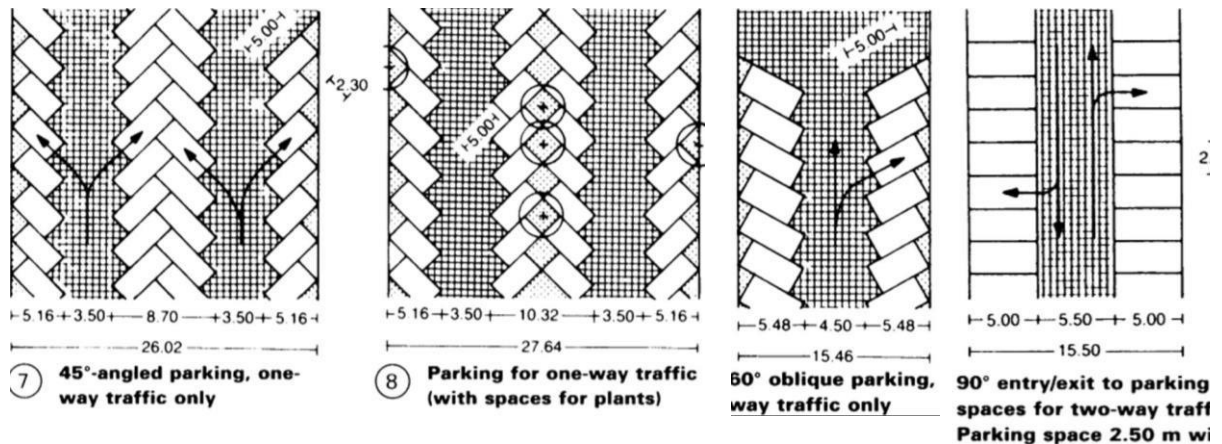 5.00
2.30
5.00
5.00
5.16 3.50 8.70 3.50 5.16
26.02
7 45°-angled parking, one-
way traffic only
5.16 3.50 10.32 3.50 5.16
27.64
8 Parking for one-way traffic
(with spaces for plants)
5.48 4.50 5.48
15.46
60° oblique parking,
way traffic only
2.
5.00 5.50 5.00
15.50
90° entry/exit to parking
spaces for two-way traff
Parking space 2.50 m wi